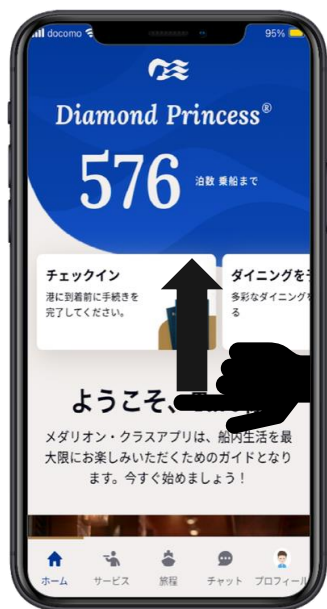 docomo
95%
Diamond Princess®
576 泊数 乗船まで
チェックイン
港に到着前に手続きを
完了してください。
ダイニングを
多彩なダイニング
る
ようこそ、
メダリオン・クラスアプリは、船内生活を最
大限にお楽しみいただくためのガイドとなり
ます。今すぐ始めましょう！
ホーム サービス 旅程 チャット プロフィール